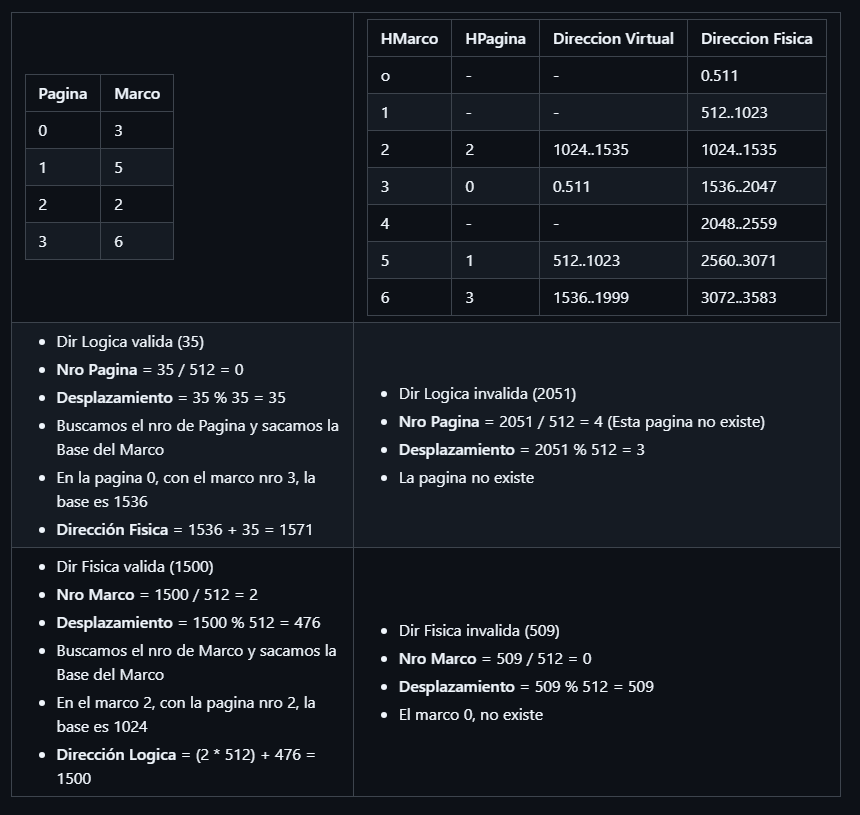 Pagina Marco
0 3
1 5
2 2
3 6
HMarco HPagina Direccion Virtual Direccion Fisica
o - - 0.511
1 - - 512..1023
2 2 1024..1535 1024..1535
3 0 0.511 1536..2047
4 - - 2048..2559
5 1 512..1023 2560..3071
6 3 1536..1999 3072..3583
• Dir Logica valida (35)
• Nro Pagina = 35 / 512 = 0
• Desplazamiento = 35 % 35 = 35
• Buscamos el nro de Pagina y sacamos la
Base del Marco
• En la pagina 0, con el marco nro 3, la
base es 1536
• Dirección Fisica = 1536 + 35 = 1571
• Dir Logica invalida (2051)
• Nro Pagina = 2051 / 512 = 4 (Esta pagina no existe)
• Desplazamiento = 2051 % 512 = 3
• La pagina no existe
• Dir Fisica valida (1500)
• Nro Marco = 1500 / 512 = 2
• Desplazamiento = 1500 % 512 = 476
• Buscamos el nro de Marco y sacamos la
Base del Marco
• En el marco 2, con la pagina nro 2, la
base es 1024
• Dirección Logica = (2 * 512) + 476 =
1500
• Dir Fisica invalida (509)
• Nro Marco = 509 / 512 = 0
• Desplazamiento = 509 % 512 = 509
• El marco 0, no existe